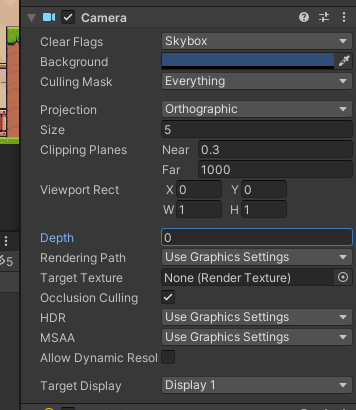 Camera
Clear Flags Skybox
Background
Culling Mask Everything
Projection Orthographic
Size 5
Clipping Planes Near 0.3
Far 1000
Viewport Rect X 0 Y 0
W 1 H 1
Depth 0
5
Rendering Path Use Graphics Settings
Target Texture None (Render Texture)
Occlusion Culling
HDR Use Graphics Settings
MSAA Use Graphics Settings
Allow Dynamic Resol
Target Display Display 1